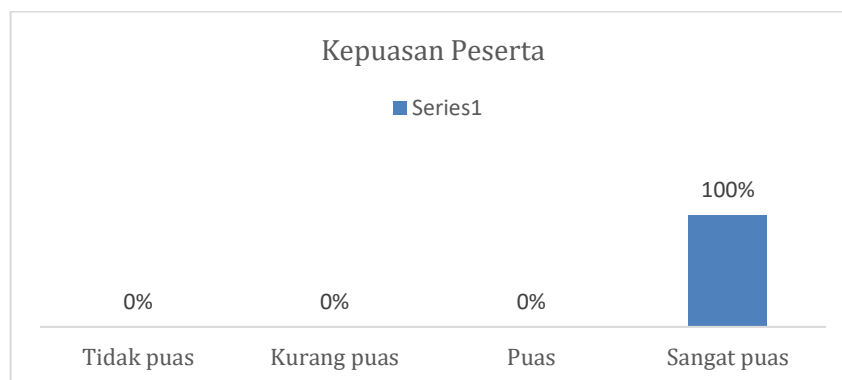 Kepuasan Peserta
Series1
100%
0% 0% 0%
Tidak puas Kurang puas Puas Sangat puas